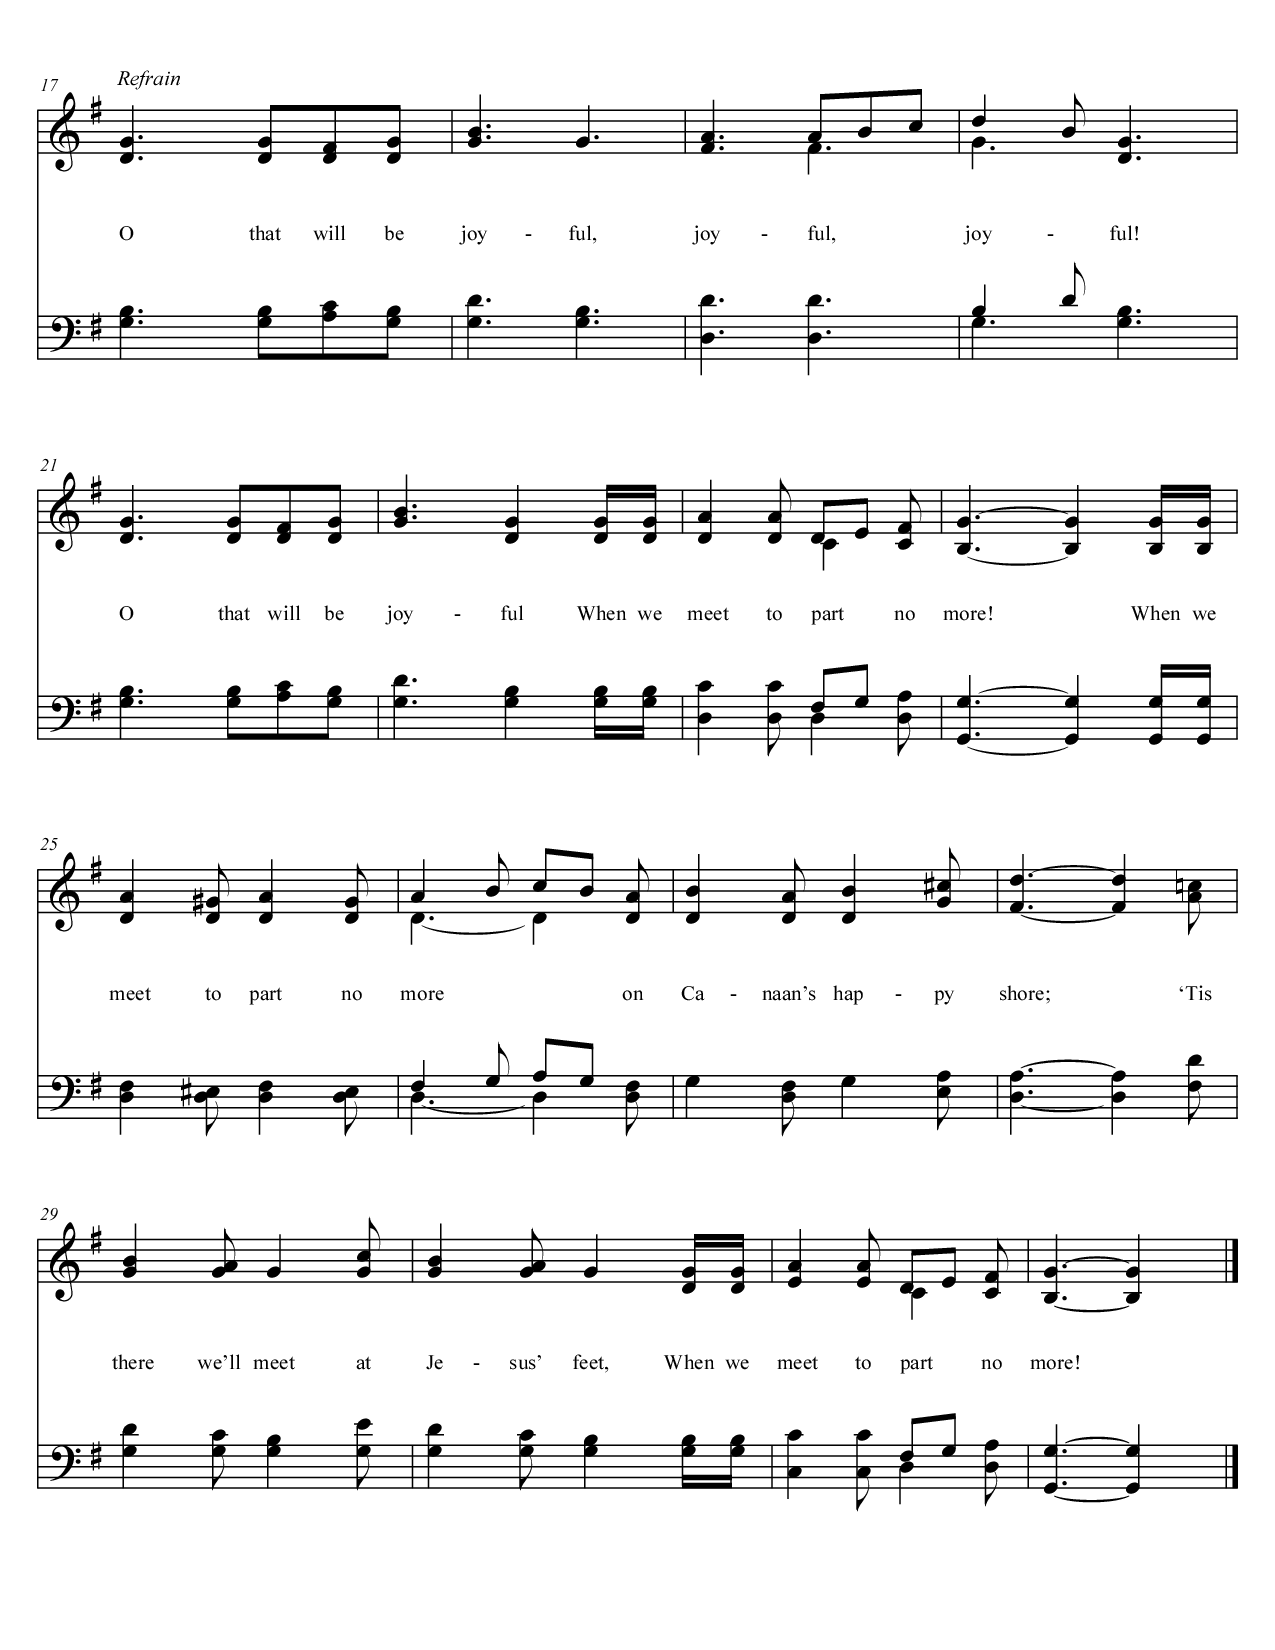 Refrain
17
O that will be joy - ful, joy - ful, joy - ful!
21
O that will be joy - ful When we meet to part no more! When we
25
meet to part no more on Ca - naan’s hap - py shore; ‘Tis
29
there we’ll meet at Je - sus’ feet, When we meet to part no more!